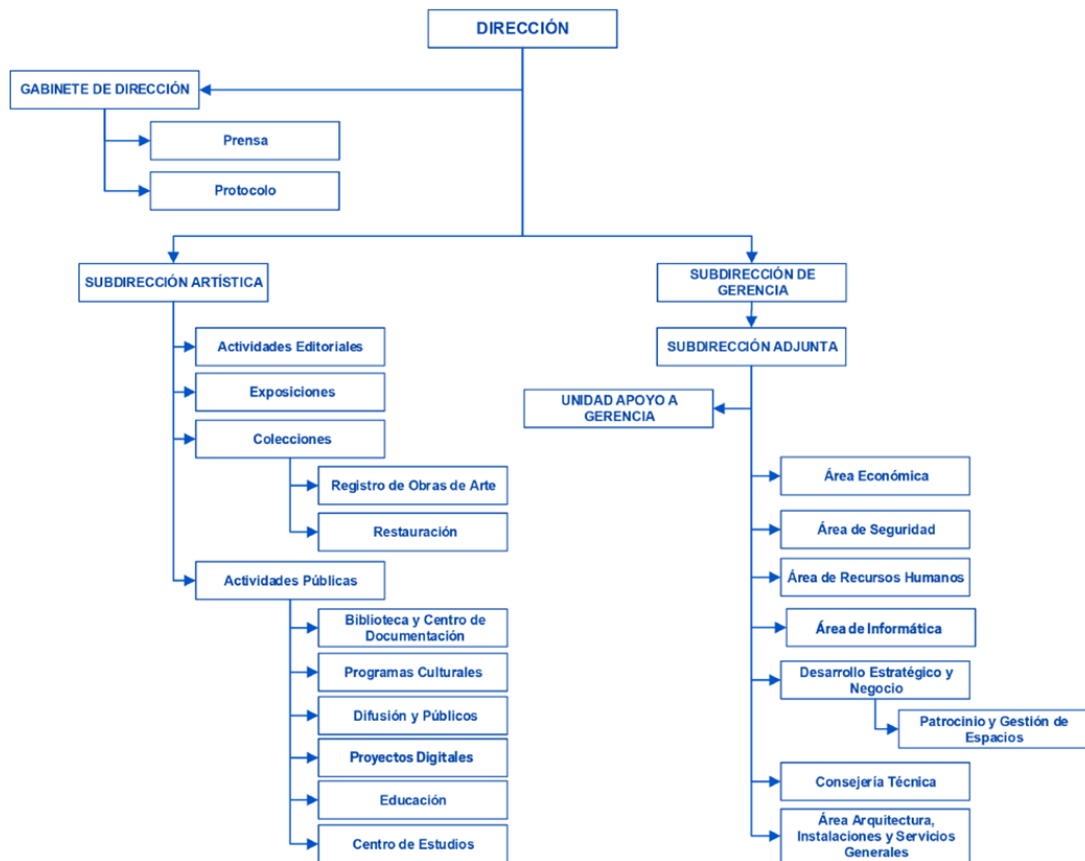 DIRECCIÓN
GABINETE DE DIRECCIÓN
Prensa
Protocolo
SUBDIRECCIÓN ARTÍSTICA
Actividades Editoriales
Exposiciones
Colecciones
Registro de Obras de Arte
Restauración
Actividades Públicas
Biblioteca y Centro de
Documentación
Programas Culturales
Difusión y Públicos
Proyectos Digitales
Educación
Centro de Estudios
SUBDIRECCIÓN DE
GERENCIA
SUBDIRECCIÓN ADJUNTA
UNIDAD APOYO A
GERENCIA
Área Económica
Área de Seguridad
Área de Recursos Humanos
Área de Informática
Desarrollo Estratégico y
Negocio
Patrocinio y Gestión de
Espacios
Consejería Técnica
Área Arquitectura,
Instalaciones y Servicios
Generales